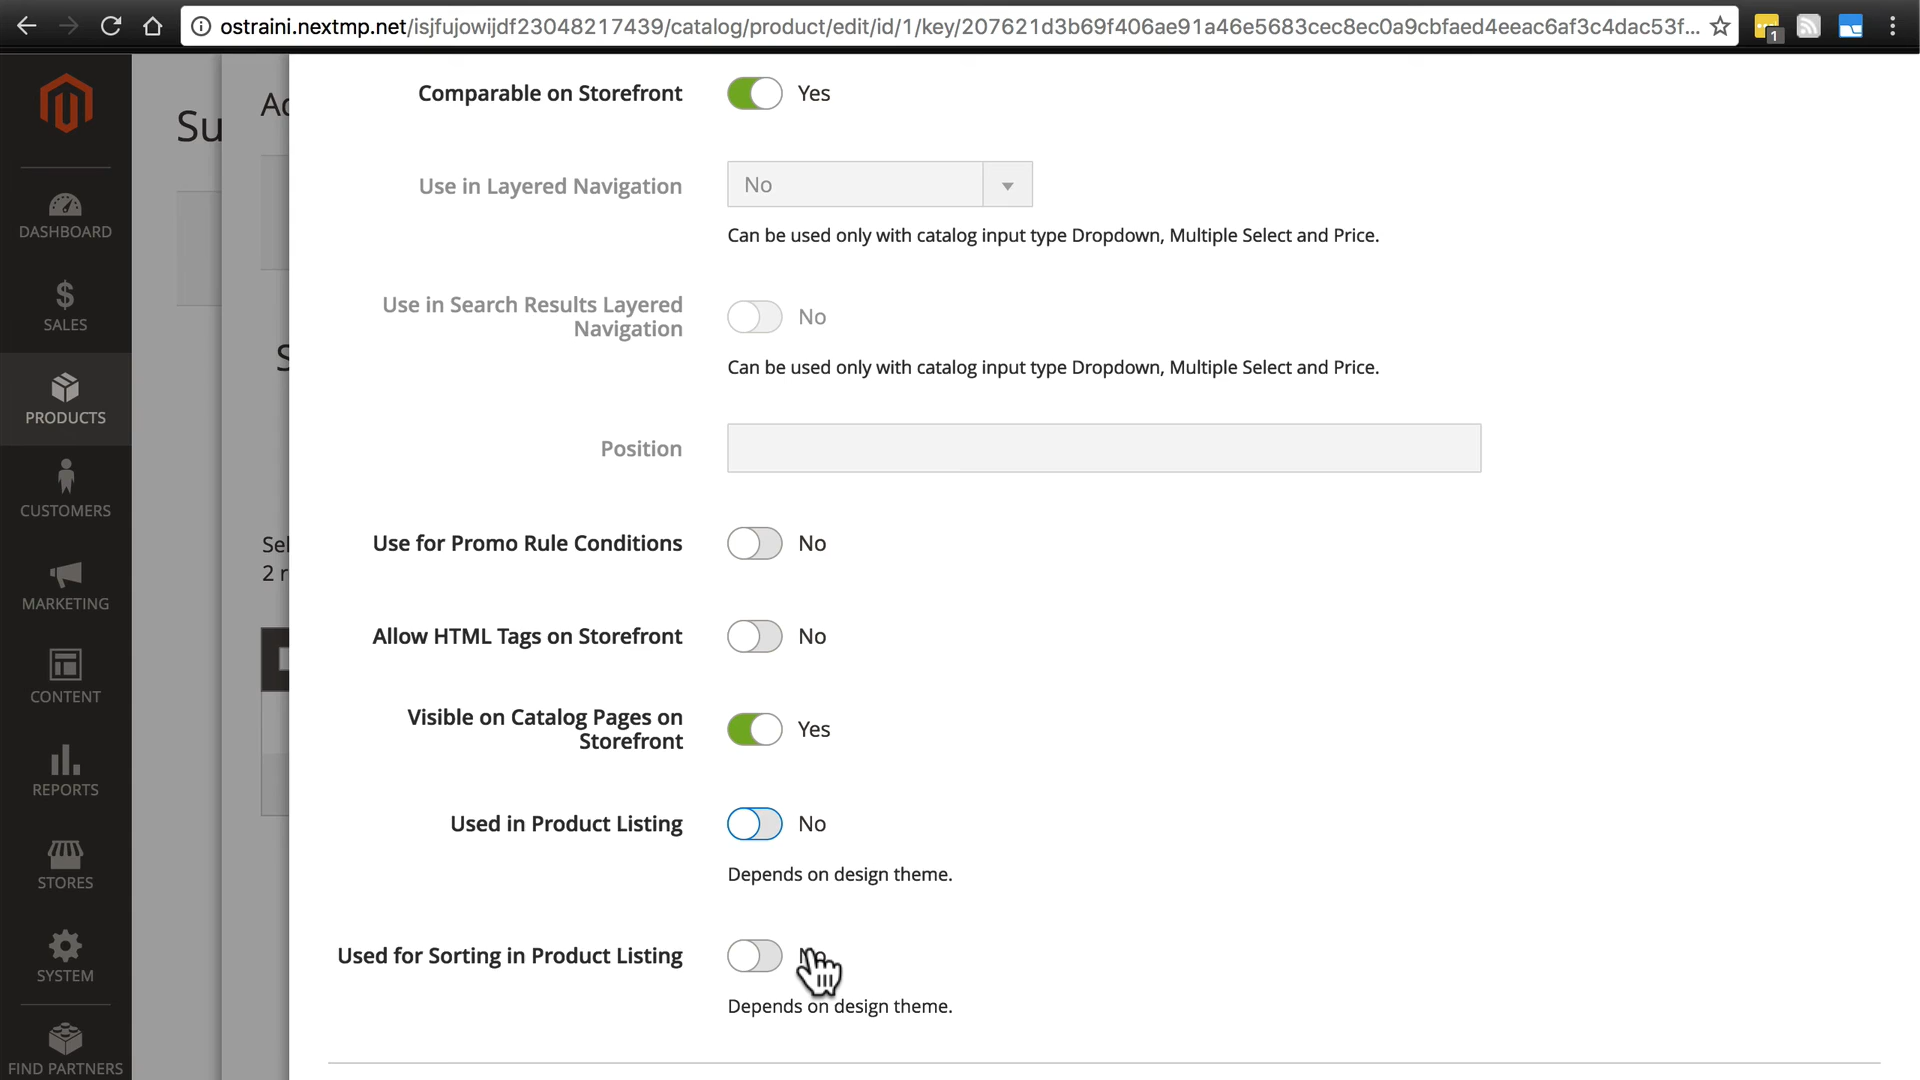 ostraini.nextmp.net/isjfujowijdf23048217439/catalog/product/edit/id/1/key/207621d3b69f406ae91a46e5683cec8ec0a9cbfaed4eeac6af3c4dac53f...
1
DASHBOARD
SALES
PRODUCTS
CUSTOMERS
MARKETING
CONTENT
REPORTS
STORES
SYSTEM
FIND PARTNERS
Su
Ad
S
Sel
2 r
Comparable on Storefront Yes
Use in Layered Navigation No
Can be used only with catalog input type Dropdown, Multiple Select and Price.
Use in Search Results Layered
Navigation No
Can be used only with catalog input type Dropdown, Multiple Select and Price.
Position
Use for Promo Rule Conditions No
Allow HTML Tags on Storefront No
Visible on Catalog Pages on
Storefront Yes
Used in Product Listing No
Depends on design theme.
Used for Sorting in Product Listing No
Depends on design theme.